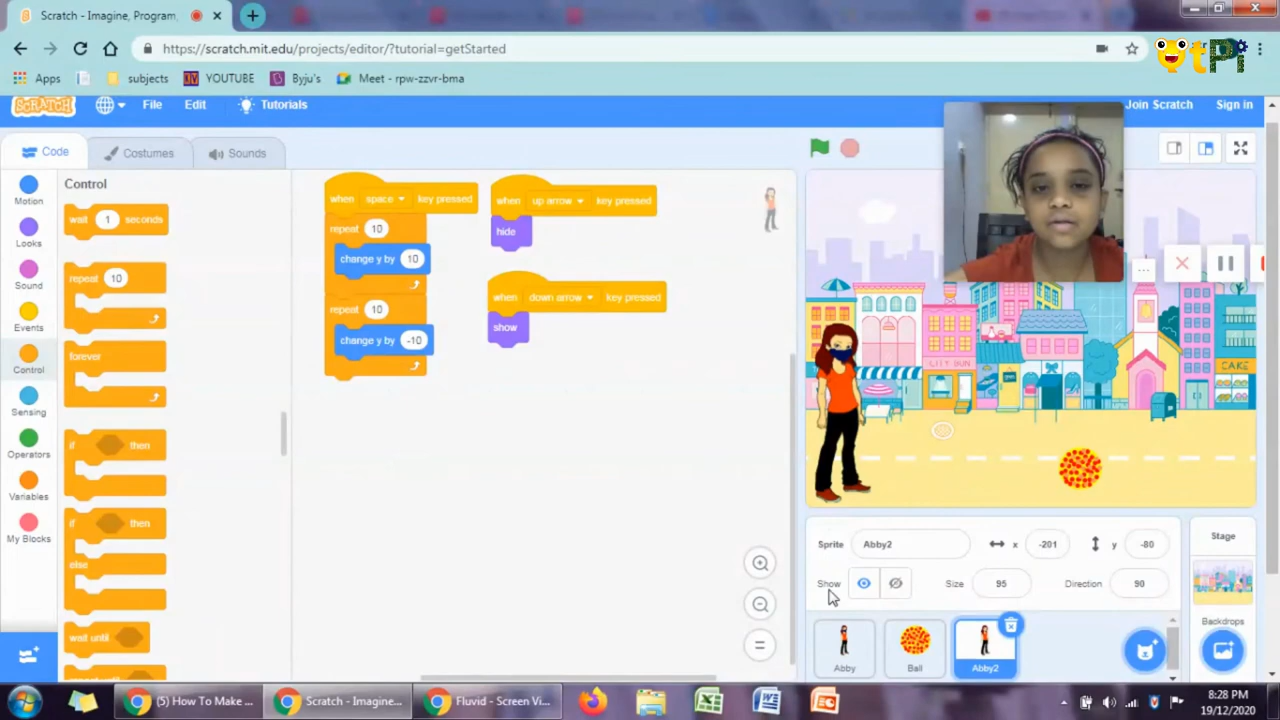 Scratch - Imagine, Program,
https://scratch.mit.edu/projects/editor/?tutorial=getStarted
Apps
subjects
YOUTUBE
Byju's
Meet - rpw-zzvr-bma
SCRATCH
File
Edit
Tutorials
Join Scratch
Sign in
Code
Costumes
Sounds
Motion
Looks
Sound
Events
Control
Sensing
Operators
Variables
My Blocks
Control
wait 1 seconds
repeat 10
forever
if then
if then
else
wait until
when space key pressed
repeat 10
change y by 10
repeat 10
change y by -10
when up arrow key pressed
hide
when down arrow key pressed
show
CAKE
Sprite Abby2 x -201 y -80
Show Size 95 Direction 90
Abby
Ball
Abby2
Stage
Backdrops
(5) How To Make ...
Scratch - Imagine...
Fluvid - Screen Vi...
8:28 PM
19/12/2020